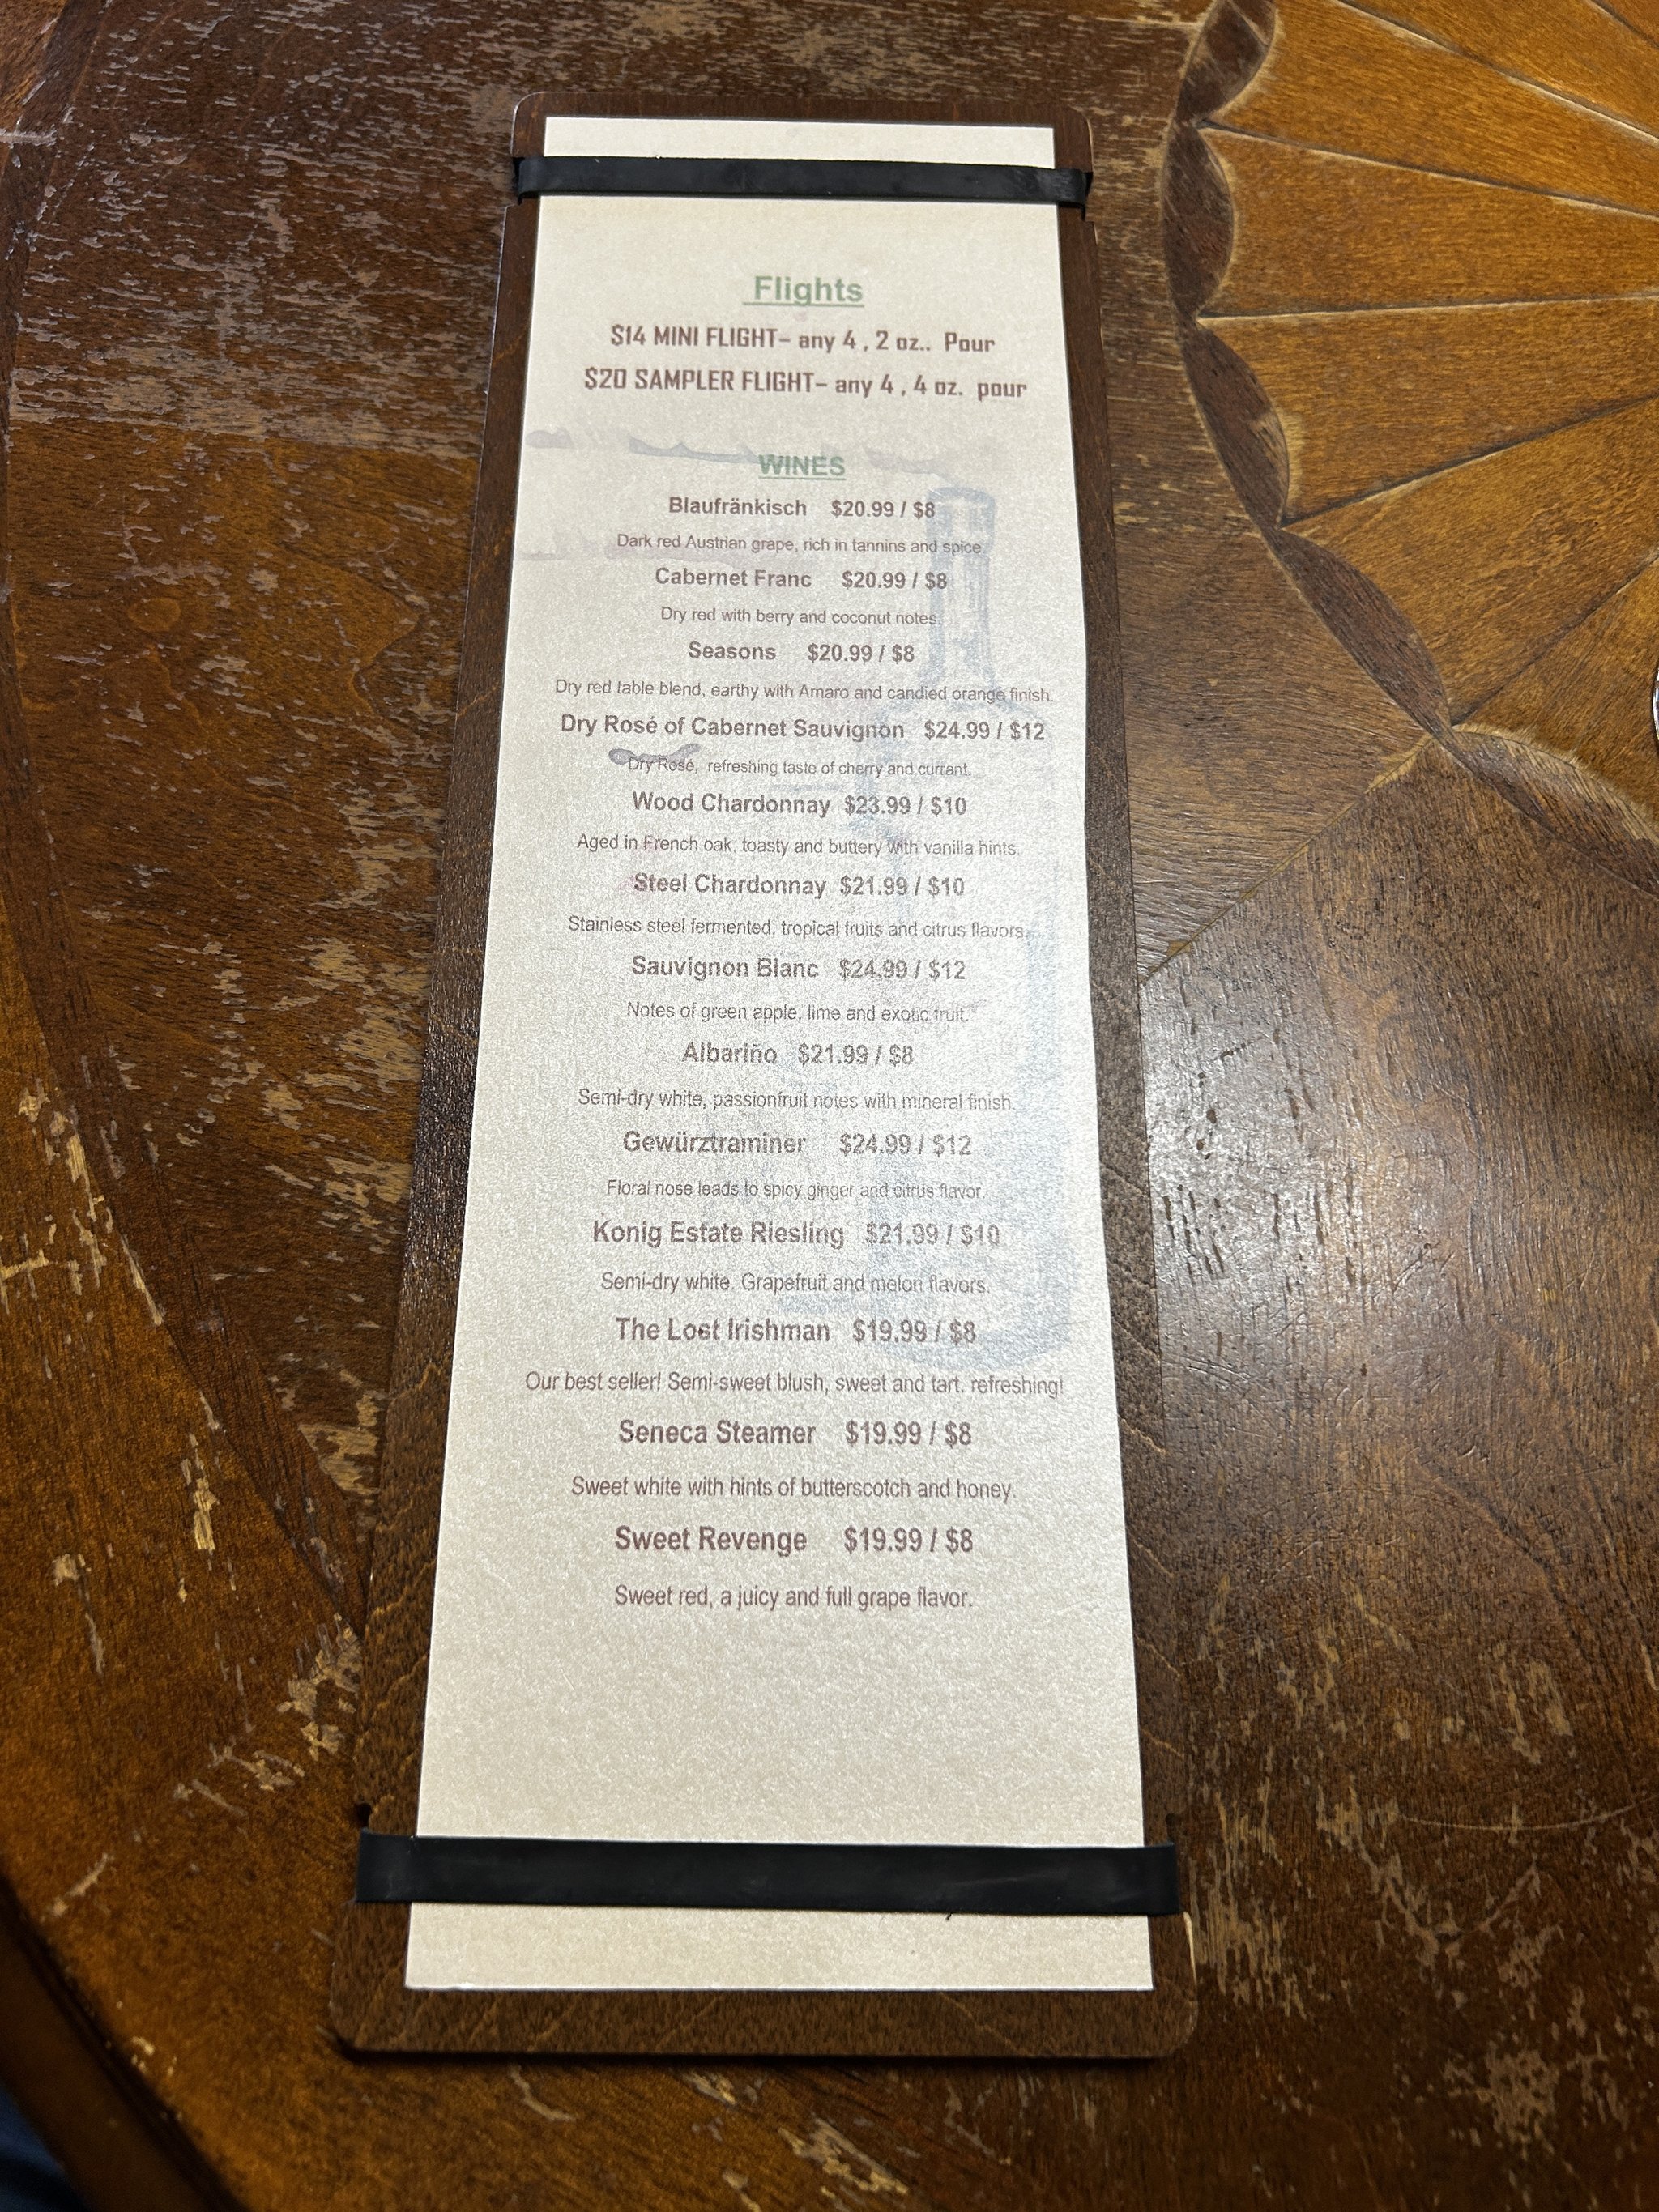 Flights
$14 MINI FLIGHT– any 4 , 2 oz.. Pour
$20 SAMPLER FLIGHT– any 4 , 4 oz. pour
WINES
Blaufränkisch $20.99 / $8
Dark red Austrian grape, rich in tannins and spice.
Cabernet Franc $20.99 / $8
Dry red with berry and coconut notes.
Seasons $20.99 / $8
Dry red table blend, earthy with Amaro and candied orange finish.
Dry Rosé of Cabernet Sauvignon $24.99 / $12
Dry Rosé, refreshing taste of cherry and currant.
Wood Chardonnay $23.99 / $10
Aged in French oak, toasty and buttery with vanilla hints.
Steel Chardonnay $21.99 / $10
Stainless steel fermented, tropical fruits and citrus flavors.
Sauvignon Blanc $24.99 / $12
Notes of green apple, lime and exotic fruit.
Albariño $21.99 / $8
Semi-dry white, passionfruit notes with mineral finish.
Gewürztraminer $24.99 / $12
Floral nose leads to spicy ginger and citrus flavor.
Konig Estate Riesling $21.99 / $10
Semi-dry white. Grapefruit and melon flavors.
The Lost Irishman $19.99 / $8
Our best seller! Semi-sweet blush, sweet and tart, refreshing!
Seneca Steamer $19.99 / $8
Sweet white with hints of butterscotch and honey.
Sweet Revenge $19.99 / $8
Sweet red, a juicy and full grape flavor.